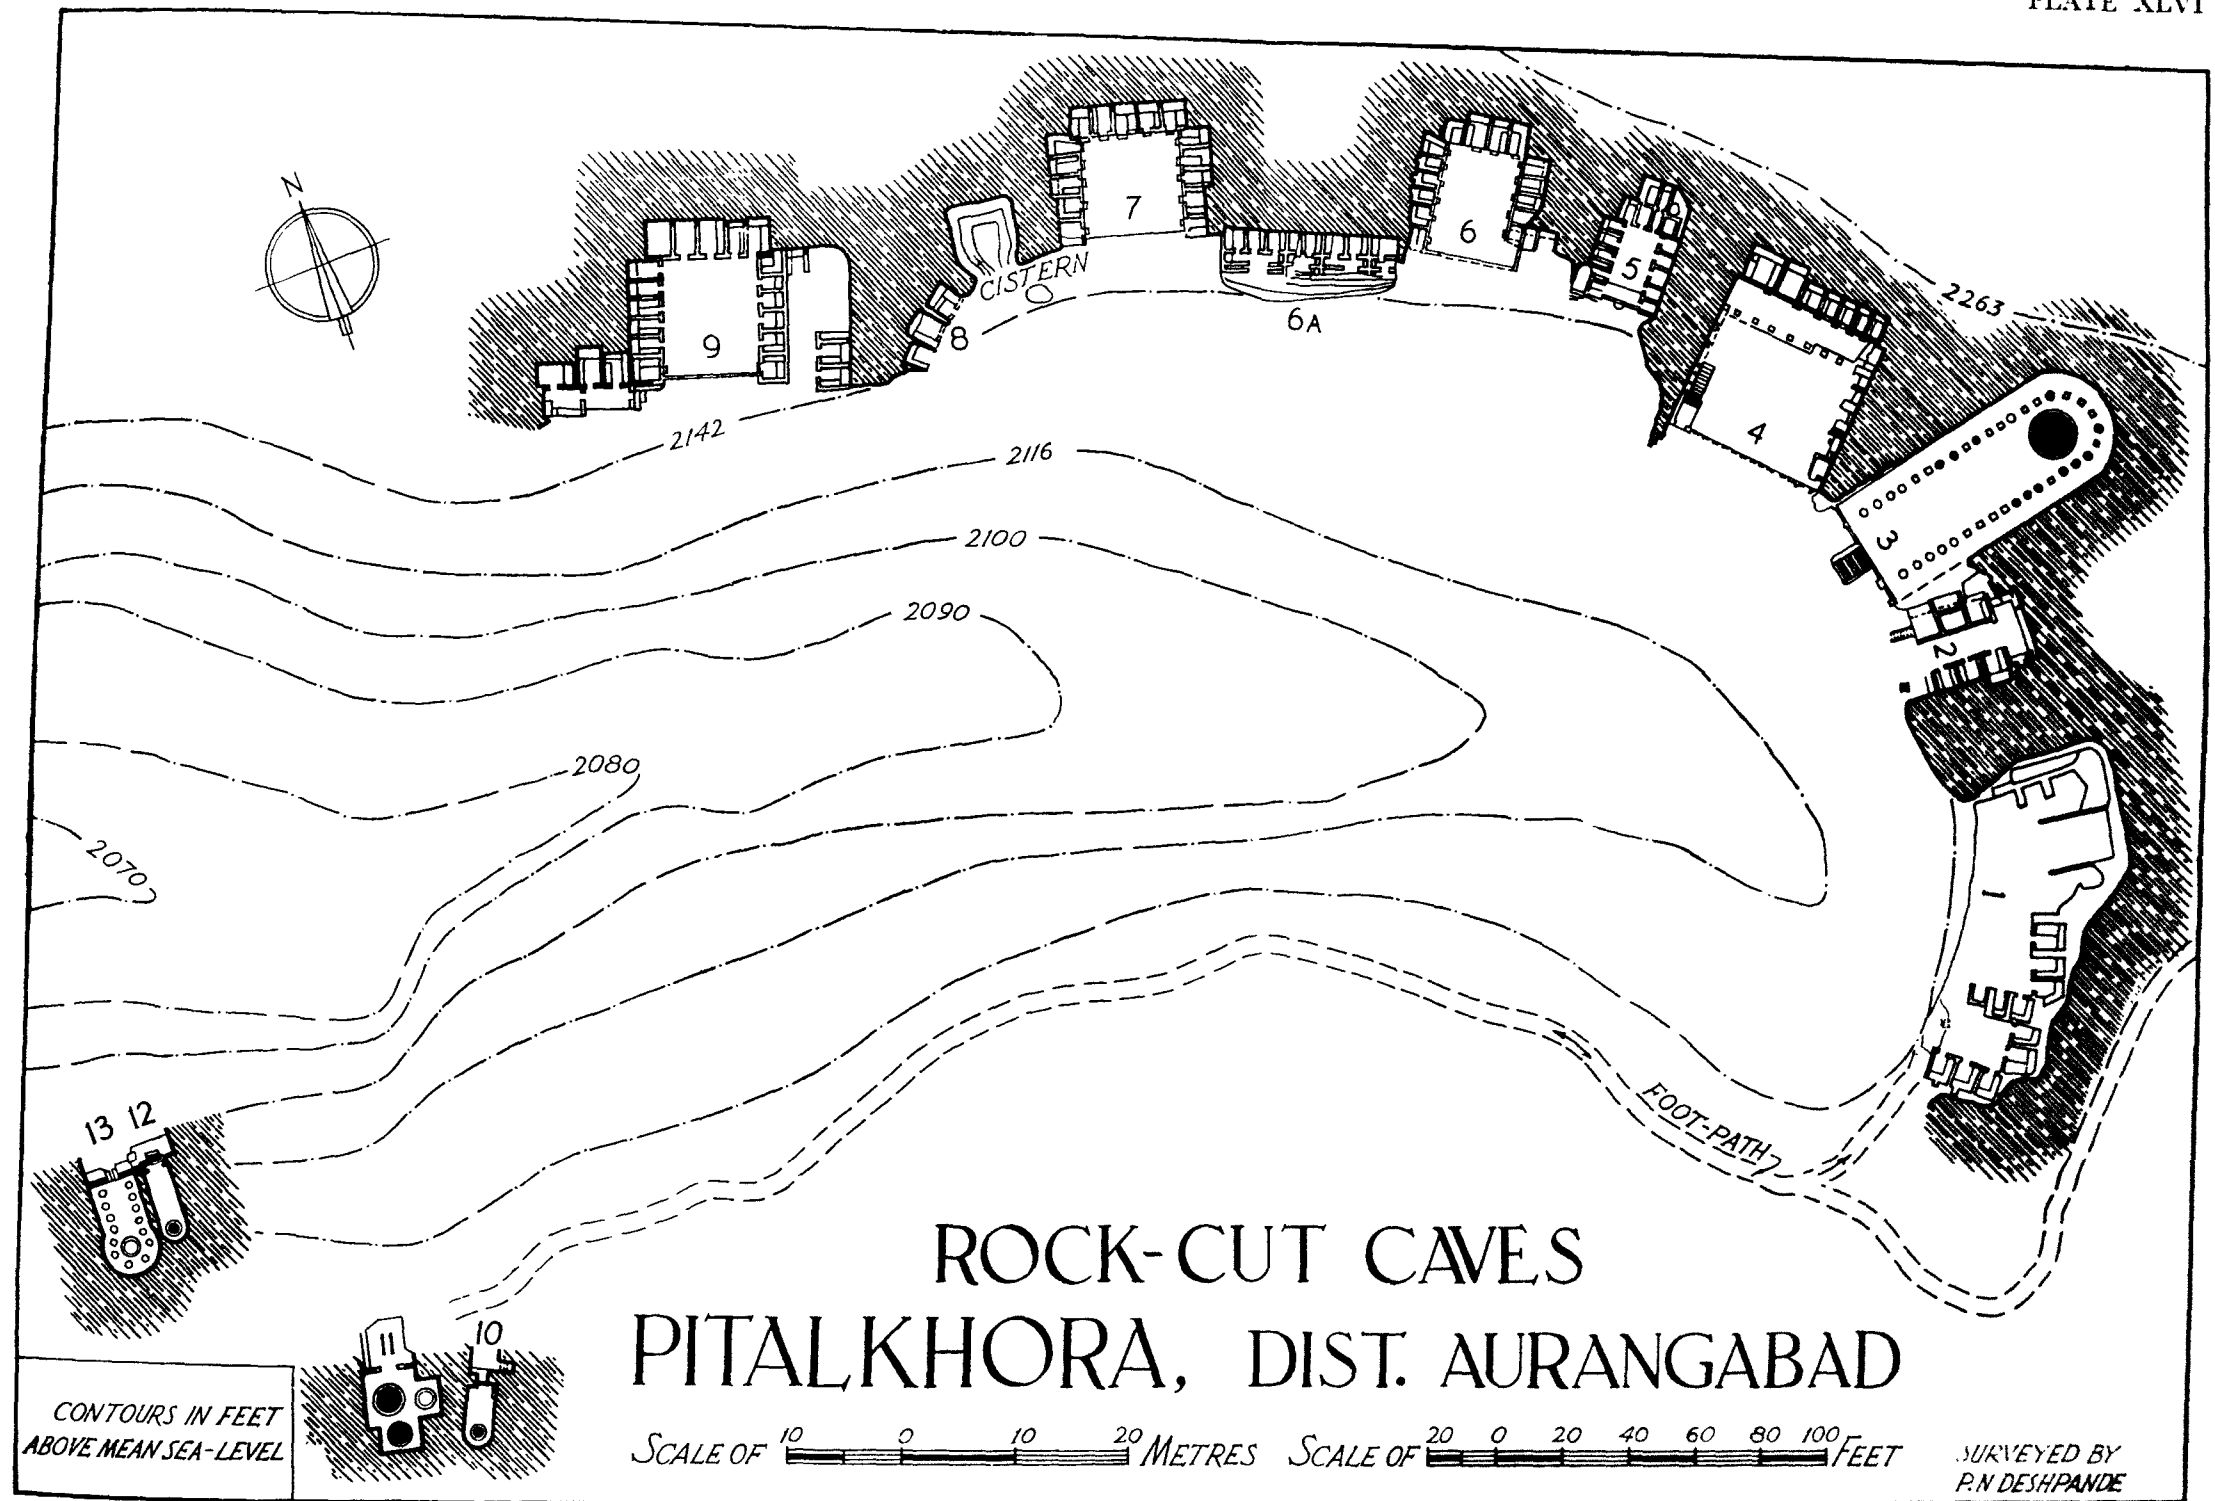 PLATE XLVI
N
7
6
5
9
8
CISTERN
6A
2263
4
2142
2116
3
2100
2090
2
2080
2070
1
FOOT-PATH
13 12
11
10
ROCK-CUT CAVES
PITALKHORA, DIST. AURANGABAD
CONTOURS IN FEET
ABOVE MEAN SEA-LEVEL
SCALE OF 10 0 10 20 METRES
SCALE OF 20 0 20 40 60 80 100 FEET
SURVEYED BY
P.N DESHPANDE